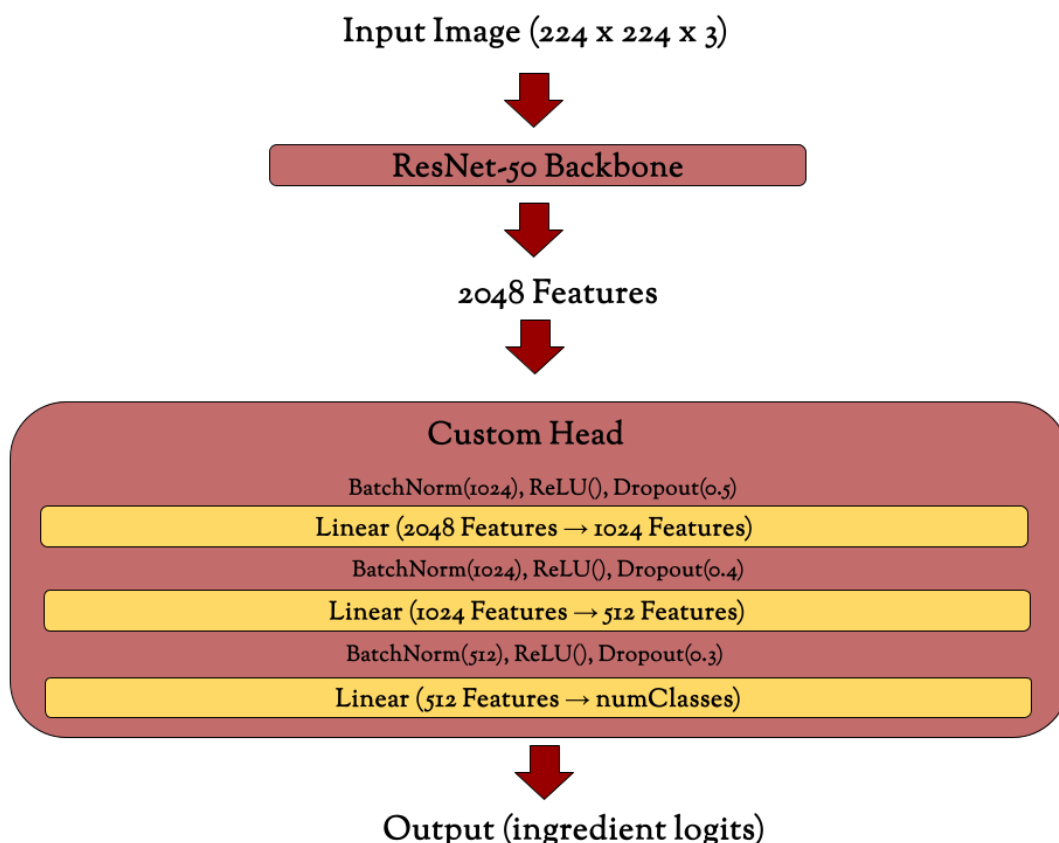 Input Image (224 x 224 x 3)
ResNet-50 Backbone
2048 Features
Custom Head
BatchNorm(1024), ReLU(), Dropout(0.5)
Linear (2048 Features → 1024 Features)
BatchNorm(1024), ReLU(), Dropout(0.4)
Linear (1024 Features → 512 Features)
BatchNorm(512), ReLU(), Dropout(0.3)
Linear (512 Features → numClasses)
Output (ingredient logits)